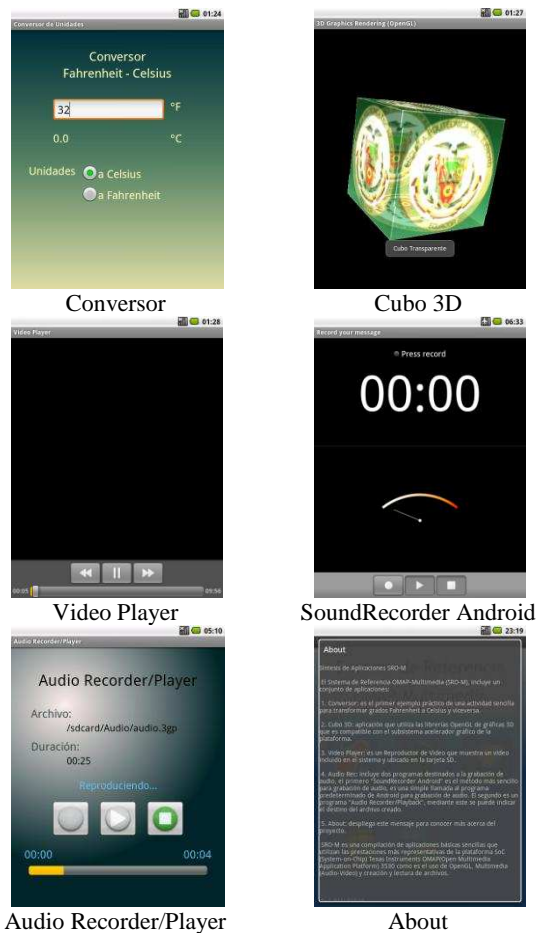 01:24
Conversor de Unidades
Conversor
Fahrenheit - Celsius
32
°F
0.0
°C
Unidades
a Celsius
a Fahrenheit
Conversor
01:27
3D Graphics Rendering (OpenGL)
Cubo Transparente
Cubo 3D
01:28
Video Player
00:05
09:56
Video Player
06:33
Record your message
Press record
00:00
SoundRecorder Android
05:10
Audio Recorder/Player
Audio Recorder/Player
Archivo:
/sdcard/Audio/audio.3gp
Duración:
00:25
Reproduciendo...
00:00
00:04
Audio Recorder/Player
23:19
About
Síntesis de Aplicaciones SRO-M
El Sistema de Referencia OMAP-Multimedia (SRO-M), incluye un
conjunto de aplicaciones:
1. Conversor: es el primer ejemplo práctico de una actividad sencilla
para transformar grados Fahrenheit a Celsius y viceversa.
2. Cubo 3D: aplicación que utiliza las librerías OpenGL de gráficas 3D
que es compatible con el subsistema acelerador gráfico de la
plataforma.
3. Video Player: es un Reproductor de Video que muestra un video
incluido en el sistema y ubicado en la tarjeta SD.
4. Audio Rec: incluye dos programas destinados a la grabación de
audio, el primero "SoundRecorder Android" es el método más sencillo
para grabación de audio, es una simple llamada al programa
predeterminado de Android para grabación de audio. El segundo es un
programa "Audio Recorder/Playback", mediante este se puede indicar
el destino del archivo creado.
5. About: despliega este mensaje para conocer más acerca del
proyecto.
SRO-M es una compilación de aplicaciones básicas sencillas que
utilizan las prestaciones más representativas de la plataforma SoC
(System-on-Chip) Texas Instruments OMAP(Open Multimedia
Application Platform) 3530 como es el uso de OpenGL, Multimedia
(Audio-Video) y creación y lectura de archivos.
About